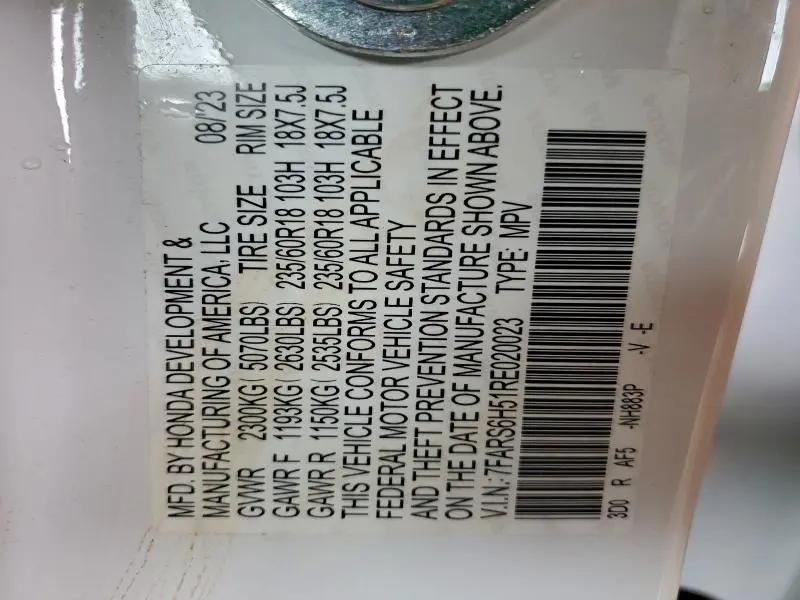 MFD. BY HONDA DEVELOPMENT &
MANUFACTURING OF AMERICA, LLC 08/'23
GVWR 2300KG ( 5070LBS) TIRE SIZE RIM SIZE
GAWR F 1193KG ( 2630LBS) 235/60R18 103H 18X7.5J
GAWR R 1150KG ( 2535LBS) 235/60R18 103H 18X7.5J
THIS VEHICLE CONFORMS TO ALL APPLICABLE
FEDERAL MOTOR VEHICLE SAFETY
AND THEFT PREVENTION STANDARDS IN EFFECT
ON THE DATE OF MANUFACTURE SHOWN ABOVE.
V.I.N.: 7FARS6H51RE020023 TYPE: MPV
3D0 R AF5 -NH883P -V -E